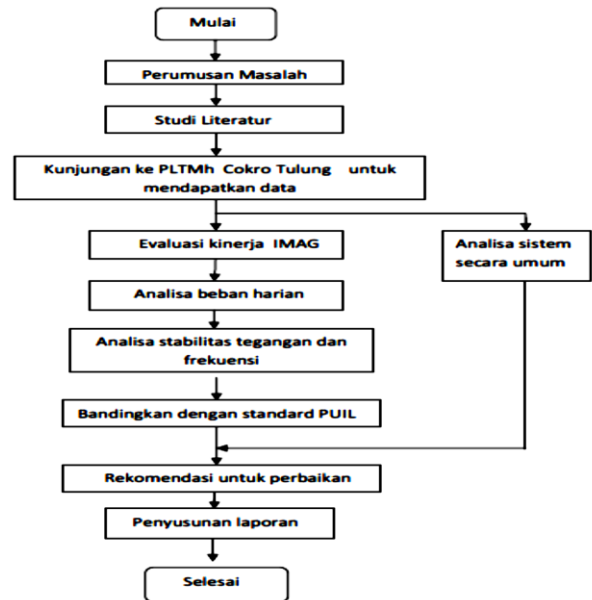 Mulai
Perumusan Masalah
Studi Literatur
Kunjungan ke PLTMh Cokro Tulung untuk
mendapatkan data
Evaluasi kinerja IMAG
Analisa sistem
secara umum
Analisa beban harian
Analisa stabilitas tegangan dan
frekuensi
Bandingkan dengan standard PUIL
Rekomendasi untuk perbaikan
Penyusunan laporan
Selesai